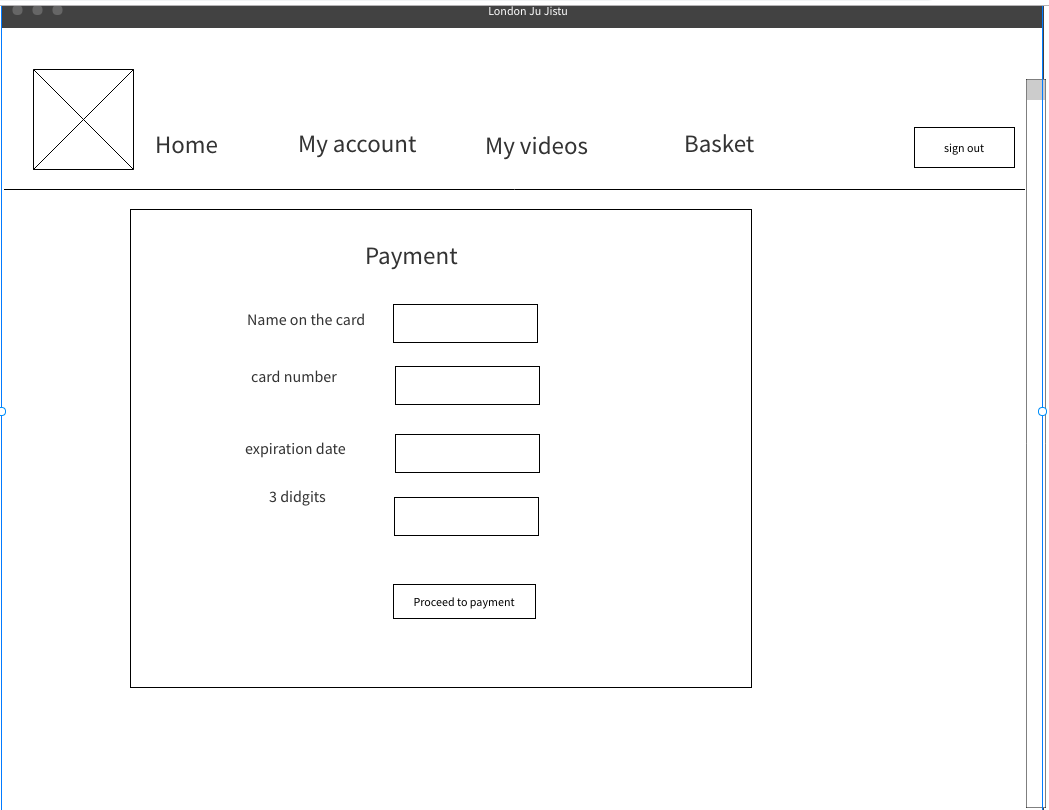 London Ju Jistu
Home
My account
My videos
Basket
sign out
Payment
Name on the card
card number
expiration date
3 didgits
Proceed to payment